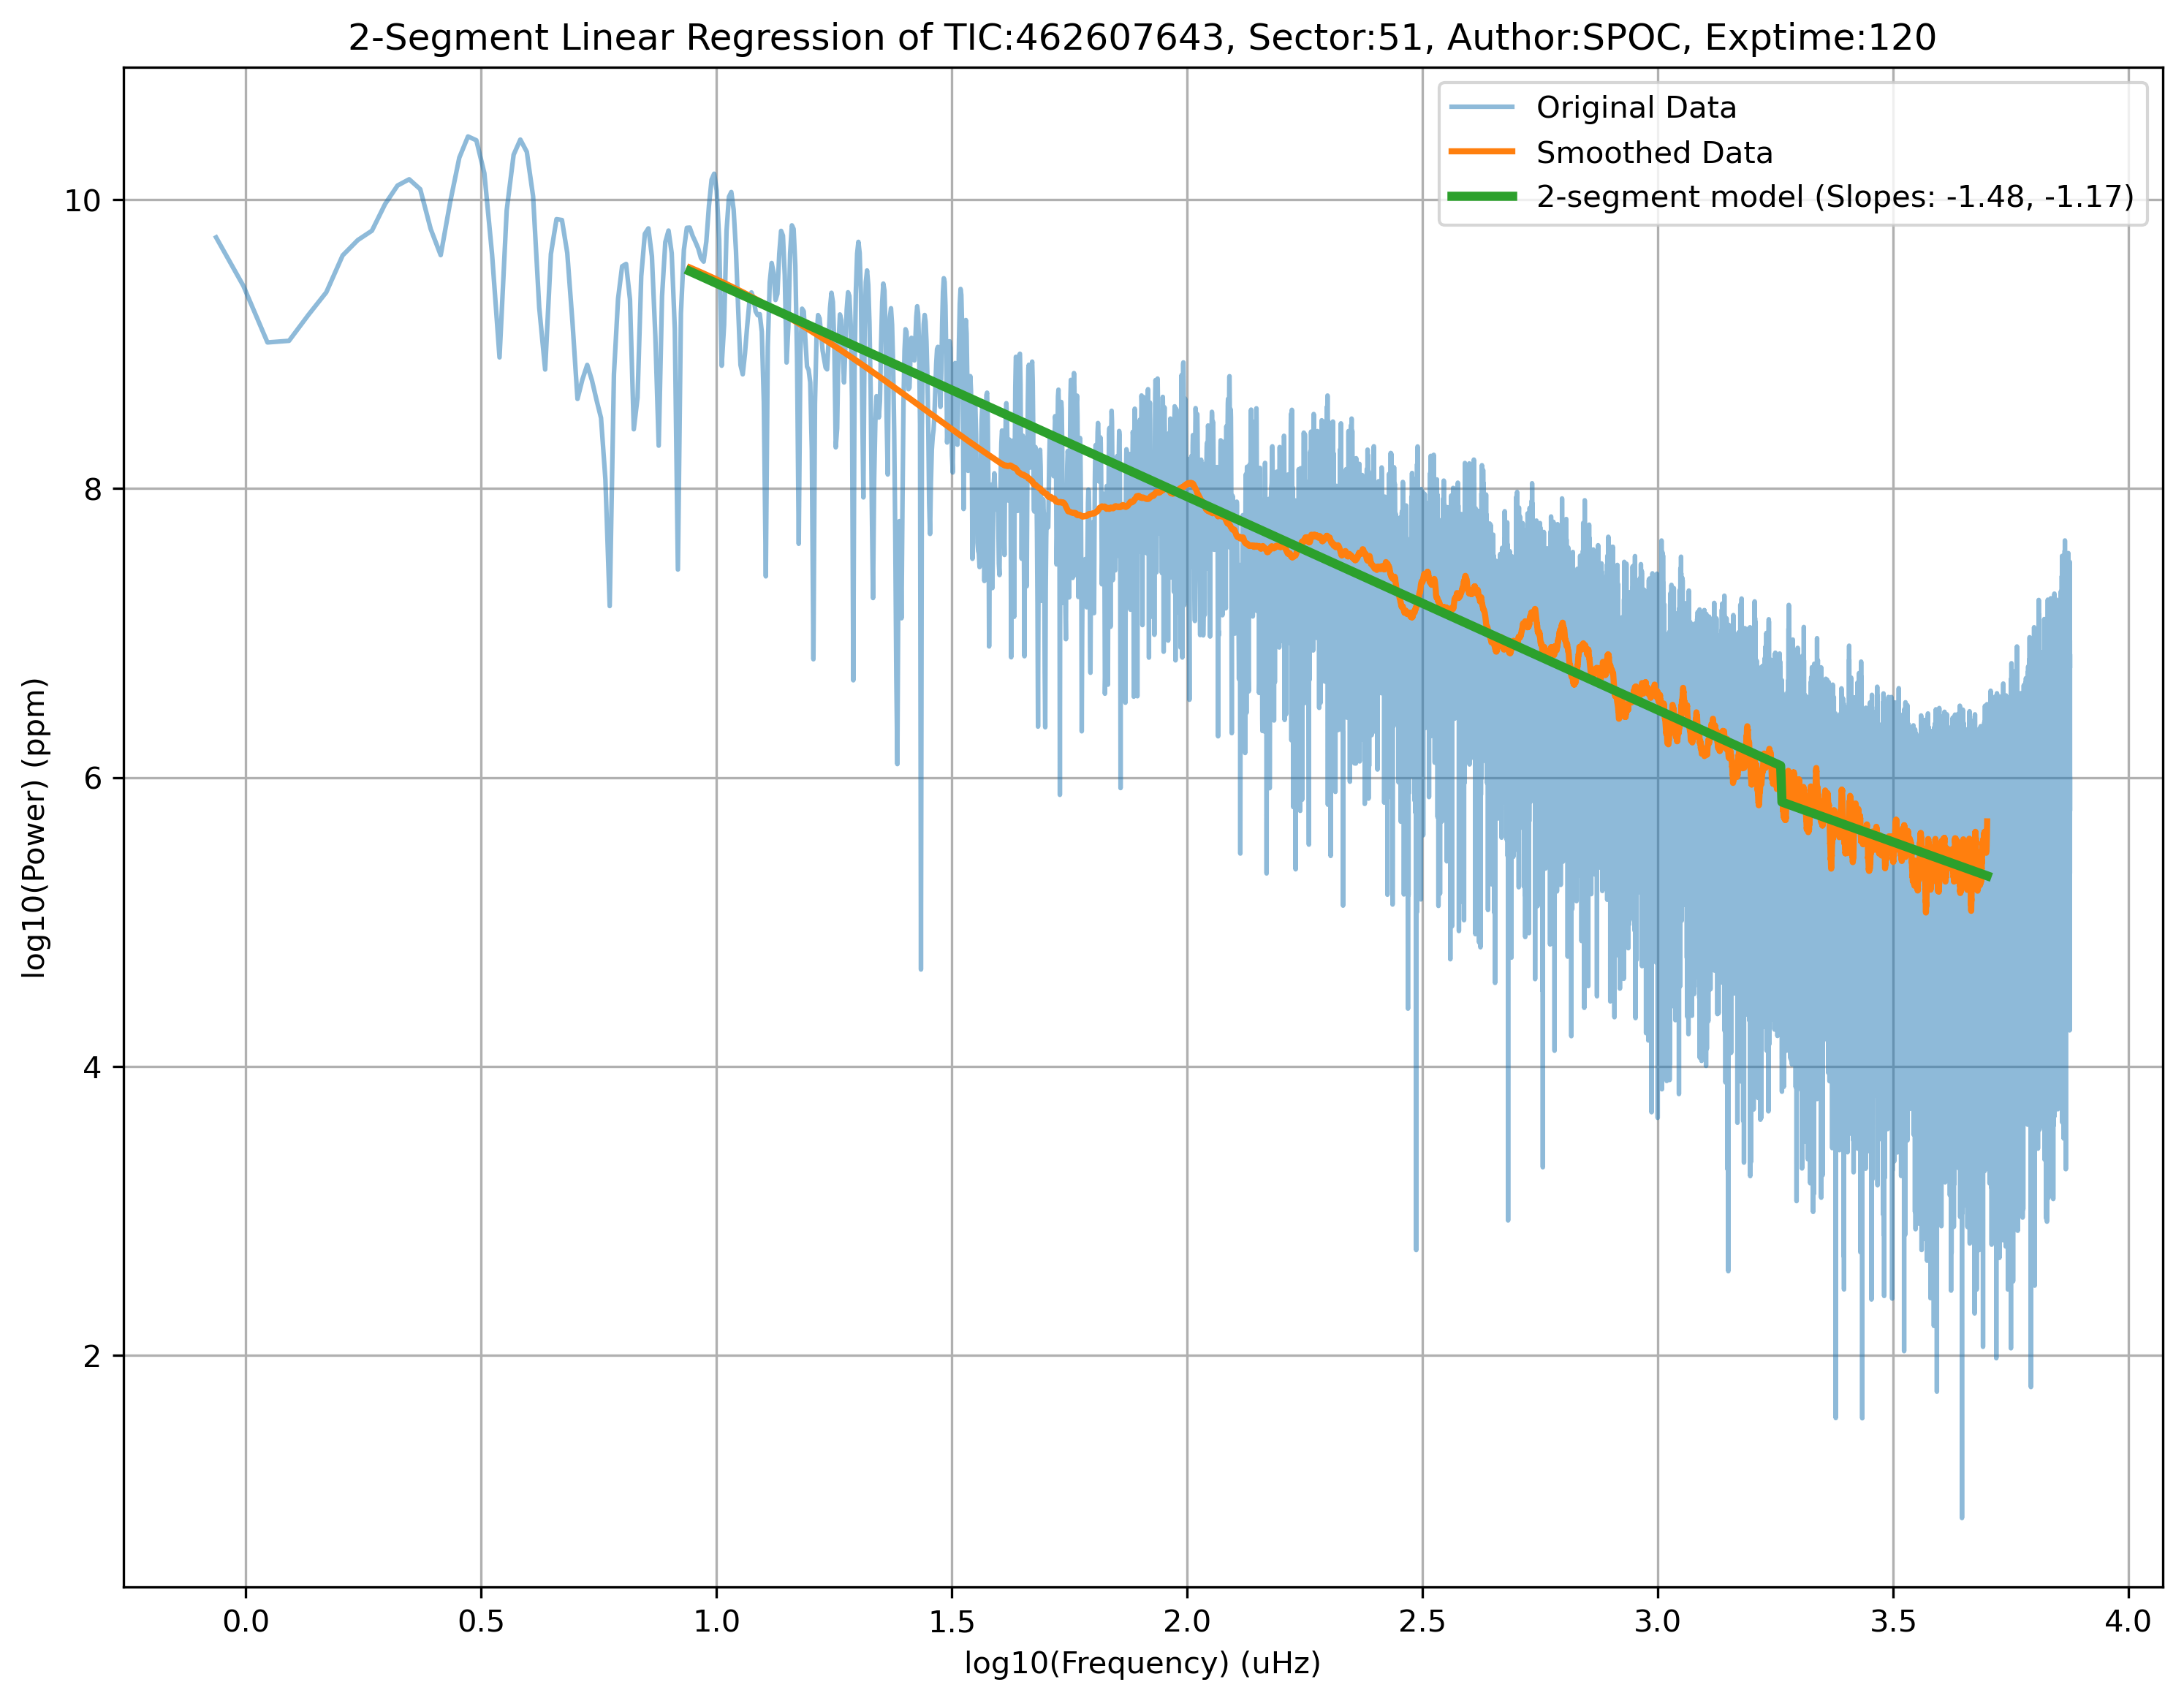 2-Segment Linear Regression of TIC:462607643, Sector:51, Author:SPOC, Exptime:120
Original Data
Smoothed Data
2-segment model (Slopes: -1.48, -1.17)
log10(Power) (ppm)
10
8
6
4
2
0.0 0.5 1.0 1.5 2.0 2.5 3.0 3.5 4.0
log10(Frequency) (uHz)